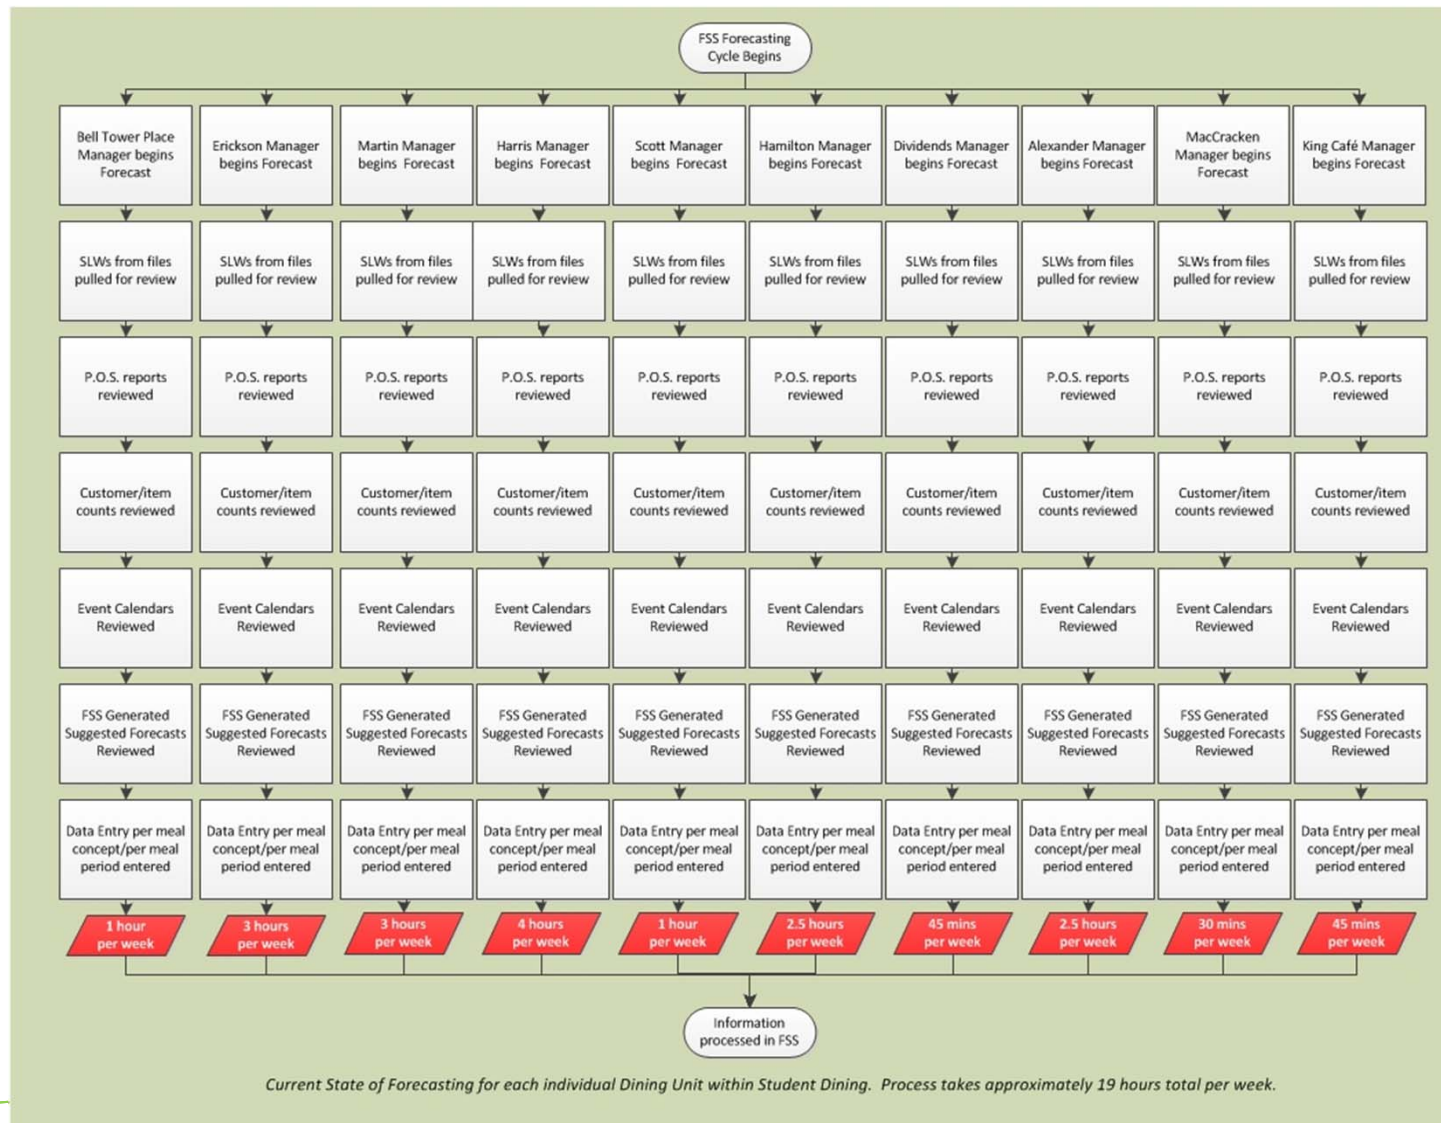 FSS Forecasting
Cycle Begins
Bell Tower Place
Manager begins
Forecast
Erickson Manager
begins Forecast
Martin Manager
begins Forecast
Harris Manager
begins Forecast
Scott Manager
begins Forecast
Hamilton Manager
begins Forecast
Dividends Manager
begins Forecast
Alexander Manager
begins Forecast
MacCracken
Manager begins
Forecast
King Café Manager
begins Forecast
SLWs from files
pulled for review
SLWs from files
pulled for review
SLWs from files
pulled for review
SLWs from files
pulled for review
SLWs from files
pulled for review
SLWs from files
pulled for review
SLWs from files
pulled for review
SLWs from files
pulled for review
SLWs from files
pulled for review
SLWs from files
pulled for review
P.O.S. reports
reviewed
P.O.S. reports
reviewed
P.O.S. reports
reviewed
P.O.S. reports
reviewed
P.O.S. reports
reviewed
P.O.S. reports
reviewed
P.O.S. reports
reviewed
P.O.S. reports
reviewed
P.O.S. reports
reviewed
P.O.S. reports
reviewed
Customer/item
counts reviewed
Customer/item
counts reviewed
Customer/item
counts reviewed
Customer/item
counts reviewed
Customer/item
counts reviewed
Customer/item
counts reviewed
Customer/item
counts reviewed
Customer/item
counts reviewed
Customer/item
counts reviewed
Customer/item
counts reviewed
Event Calendars
Reviewed
Event Calendars
Reviewed
Event Calendars
Reviewed
Event Calendars
Reviewed
Event Calendars
Reviewed
Event Calendars
Reviewed
Event Calendars
Reviewed
Event Calendars
Reviewed
Event Calendars
Reviewed
Event Calendars
Reviewed
FSS Generated
Suggested Forecasts
Reviewed
FSS Generated
Suggested Forecasts
Reviewed
FSS Generated
Suggested Forecasts
Reviewed
FSS Generated
Suggested Forecasts
Reviewed
FSS Generated
Suggested Forecasts
Reviewed
FSS Generated
Suggested Forecasts
Reviewed
FSS Generated
Suggested Forecasts
Reviewed
FSS Generated
Suggested Forecasts
Reviewed
FSS Generated
Suggested Forecasts
Reviewed
FSS Generated
Suggested Forecasts
Reviewed
Data Entry per meal
concept/per meal
period entered
Data Entry per meal
concept/per meal
period entered
Data Entry per meal
concept/per meal
period entered
Data Entry per meal
concept/per meal
period entered
Data Entry per meal
concept/per meal
period entered
Data Entry per meal
concept/per meal
period entered
Data Entry per meal
concept/per meal
period entered
Data Entry per meal
concept/per meal
period entered
Data Entry per meal
concept/per meal
period entered
Data Entry per meal
concept/per meal
period entered
1 hour
per week
3 hours
per week
3 hours
per week
4 hours
per week
1 hour
per week
2.5 hours
per week
45 mins
per week
2.5 hours
per week
30 mins
per week
45 mins
per week
Information
processed in FSS
Current State of Forecasting for each individual Dining Unit within Student Dining. Process takes approximately 19 hours total per week.